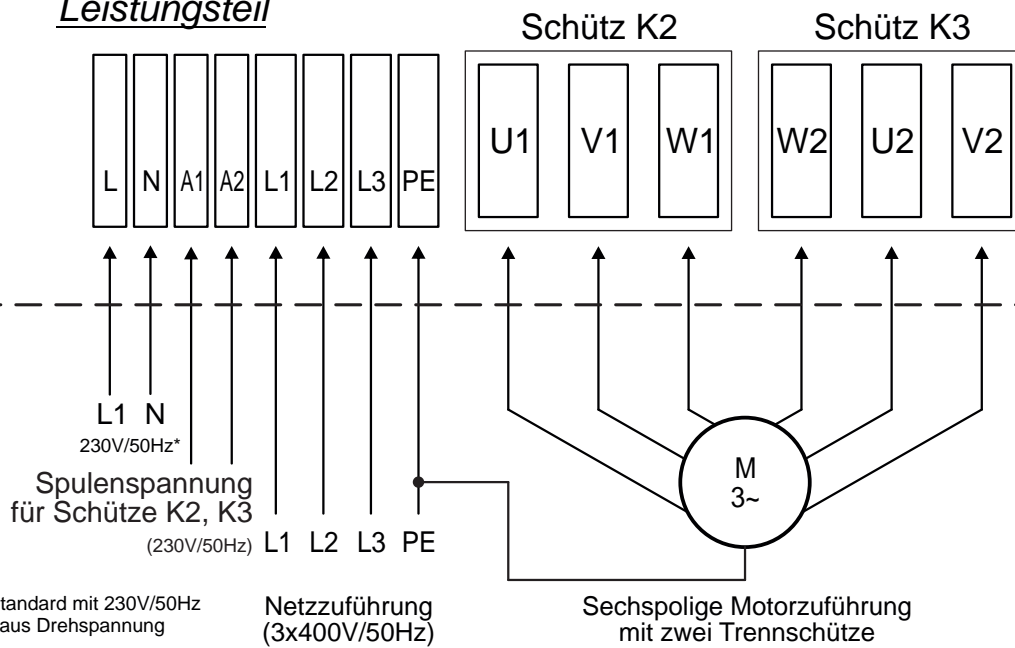 Leistungsteil
Schütz K2
Schütz K3
L N A1 A2 L1 L2 L3 PE
U1 V1 W1
W2 U2 V2
L1 N
230V/50Hz*
Spulenspannung
für Schütze K2, K3
(230V/50Hz)
L1 L2 L3 PE
M
3~
mit 230V/50Hz
aus Drehspannung
Netzzuführung
(3x400V/50Hz)
Sechspolige Motorzuführung
mit zwei Trennschütze